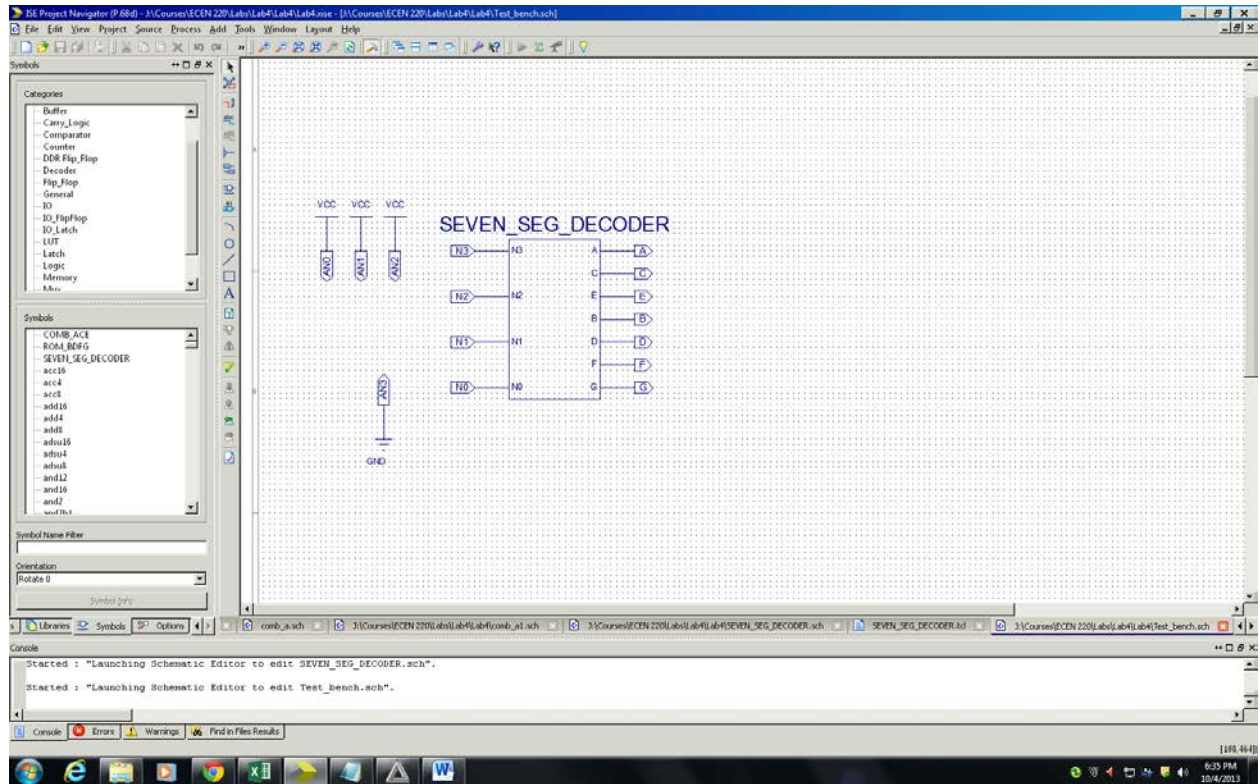 ISE Project Navigator (P.68d) - J:\Courses\ECEN 220\Labs\Lab4\Lab4\Lab4.xise - [J:\Courses\ECEN 220\Labs\Lab4\Lab4\Test_bench.sch]
File Edit View Project Source Process Add Tools Window Layout Help
Symbols
Categories
Buffer
Carry_Logic
Comparator
Counter
DDR Flip_Flop
Decoder
Flip_Flop
General
IO
IO_FlipFlop
IO_Latch
LUT
Latch
Logic
Memory
Mux
Symbols
COMB_ACE
ROM_BDFG
SEVEN_SEG_DECODER
acc16
acc4
acc8
add16
add4
add8
adsu16
adsu4
adsu8
and12
and16
and2
and2b1
Symbol Name Filter
Orientation
Rotate 0
Symbol Info
VCC VCC VCC
AN0 AN1 AN2
SEVEN_SEG_DECODER
N3 N3 A A
C C
N2 N2 E E
B B
N1 N1 D D
F F
N0 N0 G G
AN3
GND
s Libraries Symbols Options
comb_a.sch J:\Courses\ECEN 220\Labs\Lab4\Lab4\comb_a1.sch J:\Courses\ECEN 220\Labs\Lab4\Lab4\SEVEN_SEG_DECODER.sch SEVEN_SEG_DECODER.tcl J:\Courses\ECEN 220\Labs\Lab4\Lab4\Test_bench.sch
Console
Started : "Launching Schematic Editor to edit SEVEN_SEG_DECODER.sch".
Started : "Launching Schematic Editor to edit Test_bench.sch".
Console Errors Warnings Find in Files Results
[188,464]
6:35 PM
10/4/2013